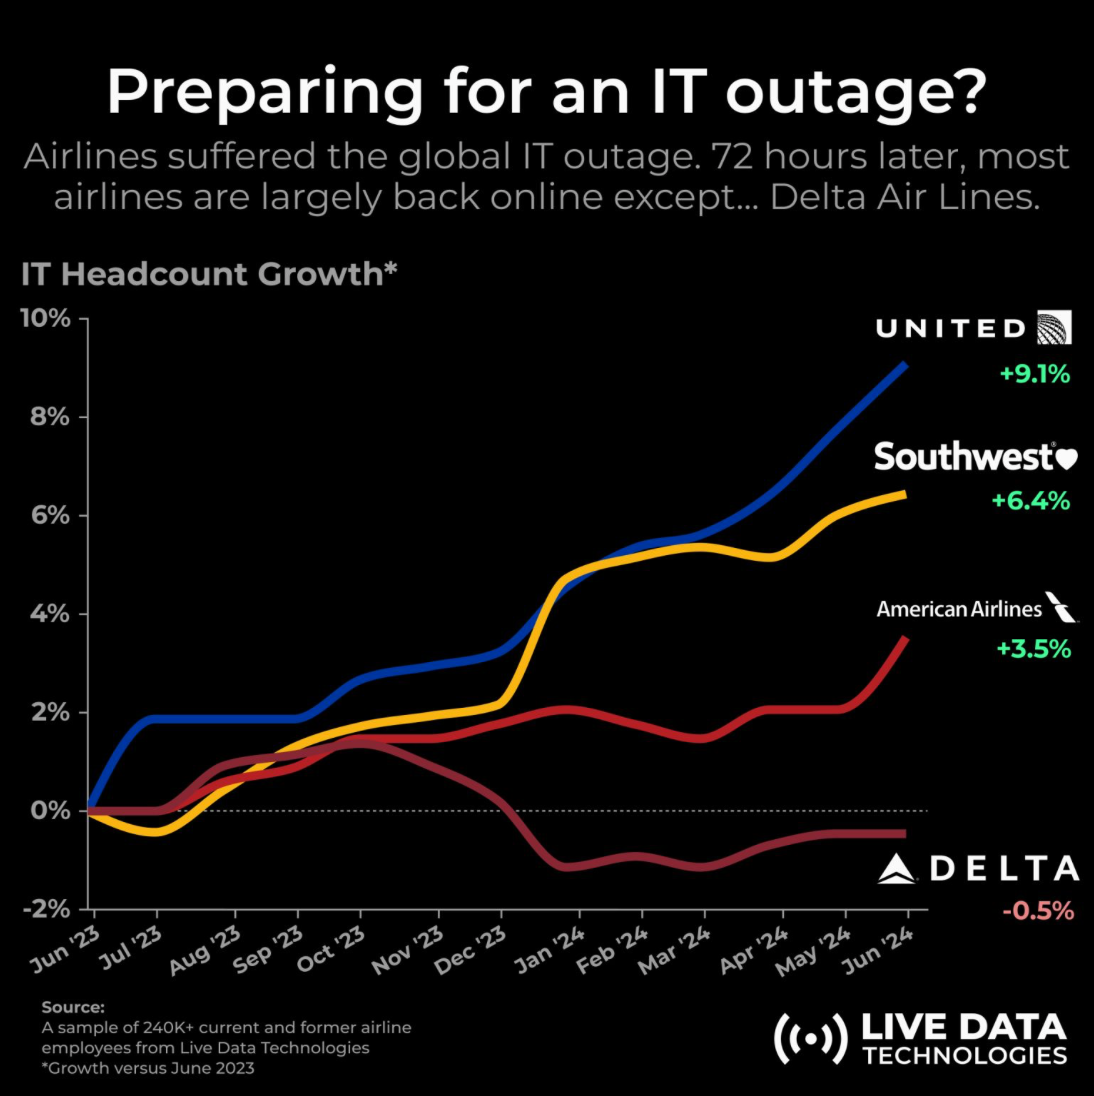 Preparing for an IT outage?
Airlines suffered the global IT outage. 72 hours later, most
airlines are largely back online except... Delta Air Lines.
IT Headcount Growth*
10%
8%
6%
4%
2%
0%
-2%
UNITED
+9.1%
Southwest®
+6.4%
American Airlines
+3.5%
DELTA
-0.5%
Jun '23
Jul '23
Aug '23
Sep '23
Oct '23
Nov '23
Dec '23
Jan '24
Feb '24
Mar '24
Apr '24
May '24
Jun '24
Source:
A sample of 240K+ current and former airline
employees from Live Data Technologies
*Growth versus June 2023
LIVE DATA
TECHNOLOGIES